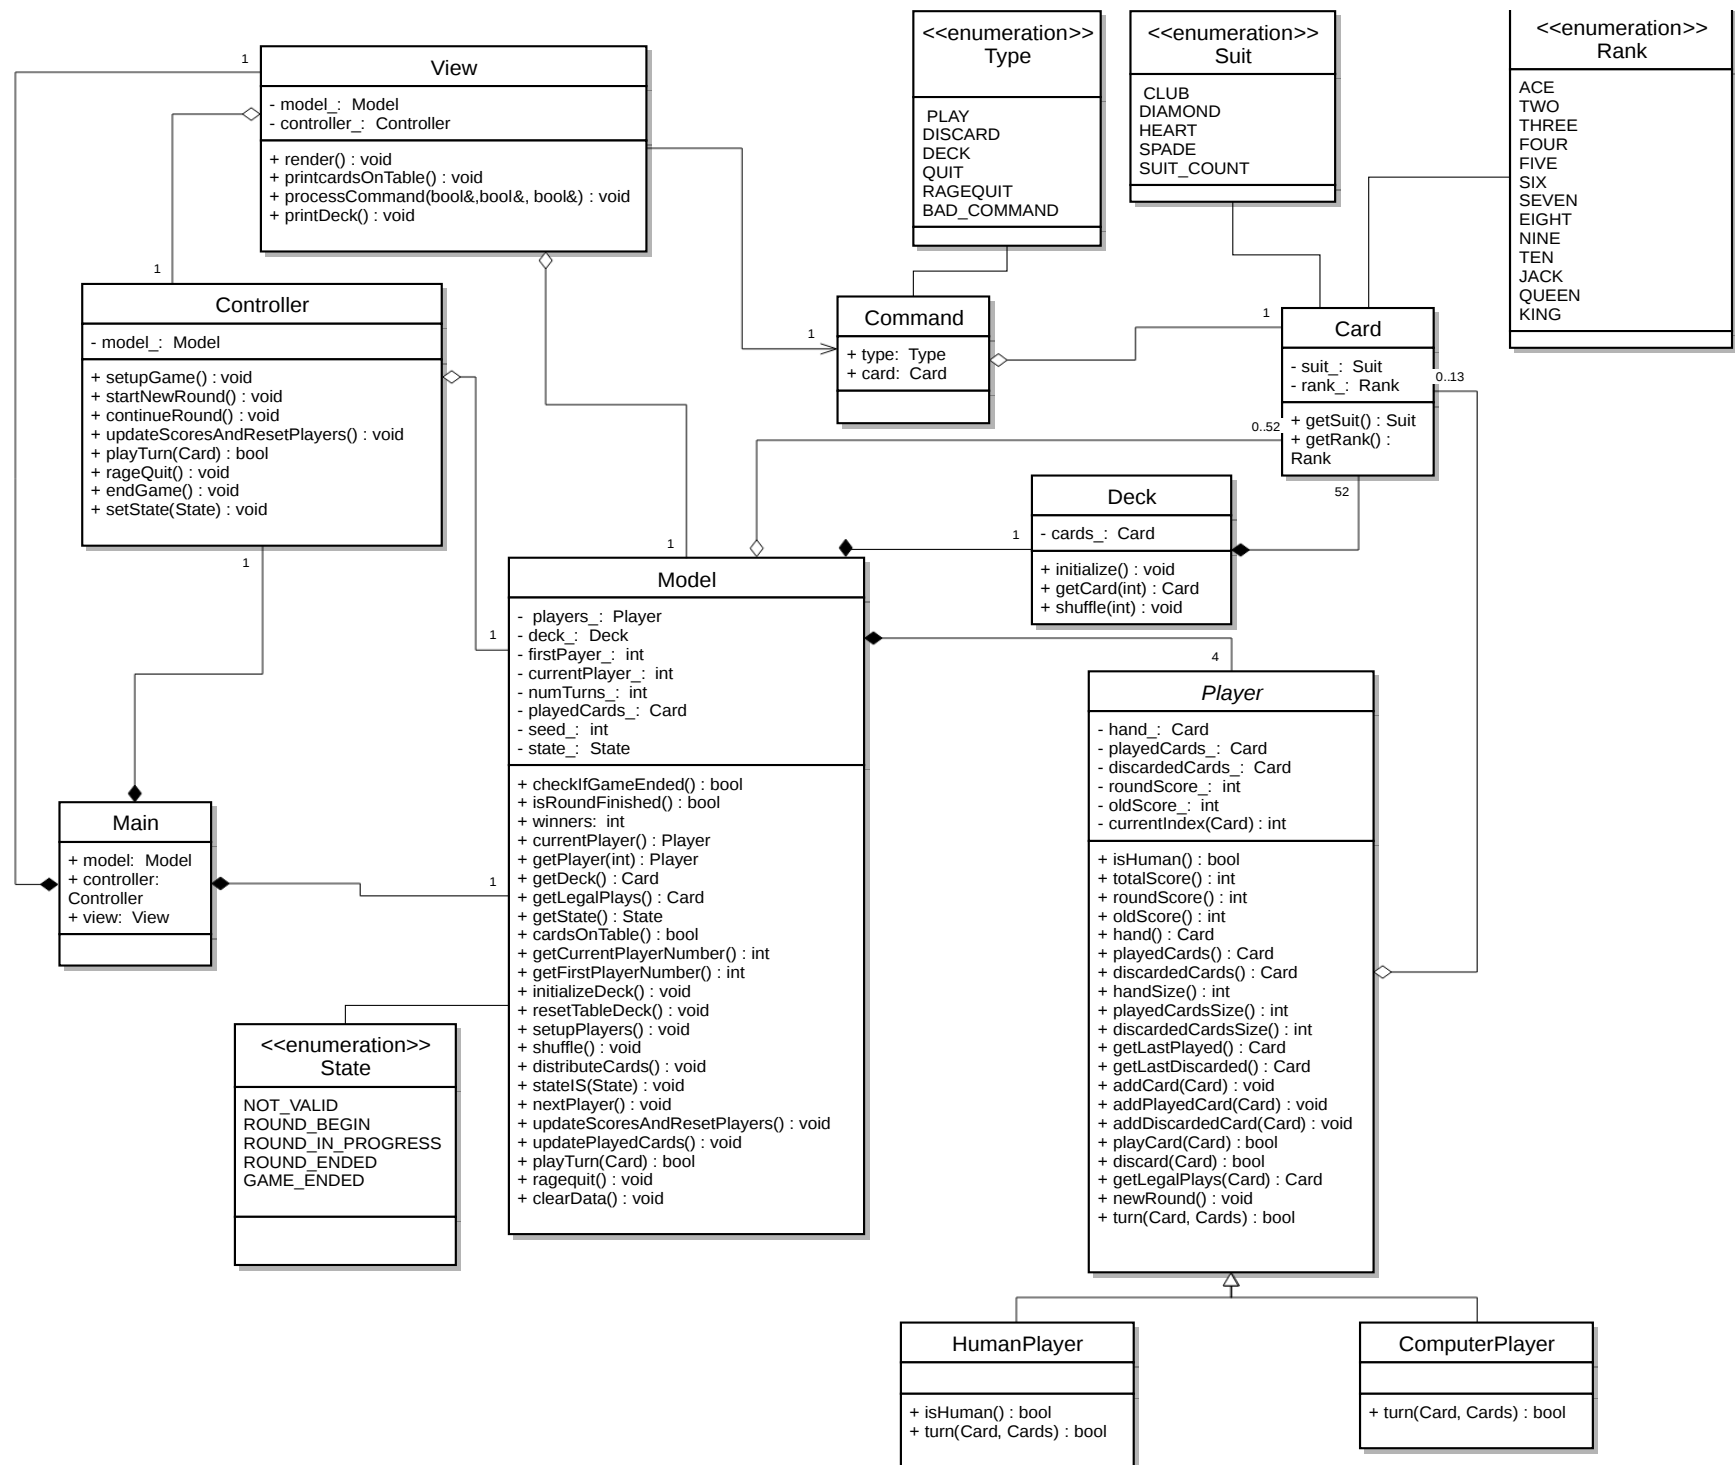 <<enumeration>>
Type
PLAY
DISCARD
DECK
QUIT
RAGEQUIT
BAD_COMMAND
<<enumeration>>
Suit
CLUB
DIAMOND
HEART
SPADE
SUIT_COUNT
<<enumeration>>
Rank
ACE
TWO
THREE
FOUR
FIVE
SIX
SEVEN
EIGHT
NINE
TEN
JACK
QUEEN
KING
1
View
- model_: Model
- controller_: Controller
+ render() : void
+ printcardsOnTable() : void
+ processCommand(bool&,bool&, bool&) : void
+ printDeck() : void
1
Controller
- model_: Model
+ setupGame() : void
+ startNewRound() : void
+ continueRound() : void
+ updateScoresAndResetPlayers() : void
+ playTurn(Card) : bool
+ rageQuit() : void
+ endGame() : void
+ setState(State) : void
1
1
Command
+ type: Type
+ card: Card
1
Card
- suit_: Suit
- rank_: Rank
+ getSuit() : Suit
+ getRank() :
Rank
0..13
0..52
52
1
Deck
- cards_: Card
+ initialize() : void
+ getCard(int) : Card
+ shuffle(int) : void
1
1
1
Model
- players_: Player
- deck_: Deck
- firstPayer_: int
- currentPlayer_: int
- numTurns_: int
- playedCards_: Card
- seed_: int
- state_: State
+ checkIfGameEnded() : bool
+ isRoundFinished() : bool
+ winners: int
+ currentPlayer() : Player
+ getPlayer(int) : Player
+ getDeck() : Card
+ getLegalPlays() : Card
+ getState() : State
+ cardsOnTable() : bool
+ getCurrentPlayerNumber() : int
+ getFirstPlayerNumber() : int
+ initializeDeck() : void
+ resetTableDeck() : void
+ setupPlayers() : void
+ shuffle() : void
+ distributeCards() : void
+ stateIS(State) : void
+ nextPlayer() : void
+ updateScoresAndResetPlayers() : void
+ updatePlayedCards() : void
+ playTurn(Card) : bool
+ ragequit() : void
+ clearData() : void
4
Player
- hand_: Card
- playedCards_: Card
- discardedCards_: Card
- roundScore_: int
- oldScore_: int
- currentIndex(Card) : int
+ isHuman() : bool
+ totalScore() : int
+ roundScore() : int
+ oldScore() : int
+ hand() : Card
+ playedCards() : Card
+ discardedCards() : Card
+ handSize() : int
+ playedCardsSize() : int
+ discardedCardsSize() : int
+ getLastPlayed() : Card
+ getLastDiscarded() : Card
+ addCard(Card) : void
+ addPlayedCard(Card) : void
+ addDiscardedCard(Card) : void
+ playCard(Card) : bool
+ discard(Card) : bool
+ getLegalPlays(Card) : Card
+ newRound() : void
+ turn(Card, Cards) : bool
Main
+ model: Model
+ controller:
Controller
+ view: View
<<enumeration>>
State
NOT_VALID
ROUND_BEGIN
ROUND_IN_PROGRESS
ROUND_ENDED
GAME_ENDED
HumanPlayer
+ isHuman() : bool
+ turn(Card, Cards) : bool
ComputerPlayer
+ turn(Card, Cards) : bool